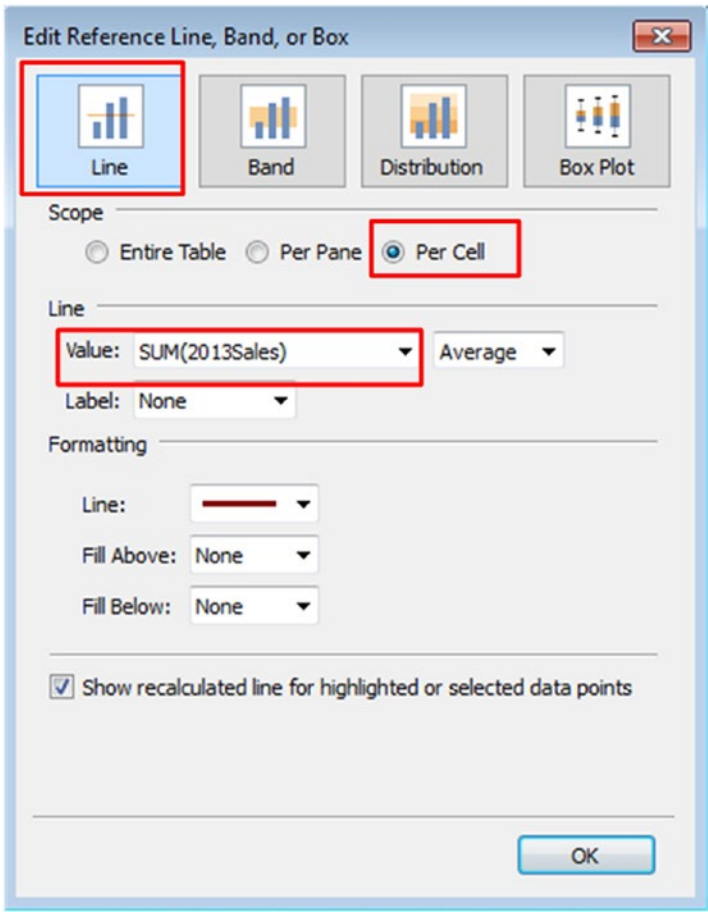 Edit Reference Line, Band, or Box
Line Band Distribution Box Plot
Scope
Entire Table Per Pane Per Cell
Line
Value: SUM(2013Sales) Average
Label: None
Formatting
Line:
Fill Above: None
Fill Below: None
Show recalculated line for highlighted or selected data points
OK